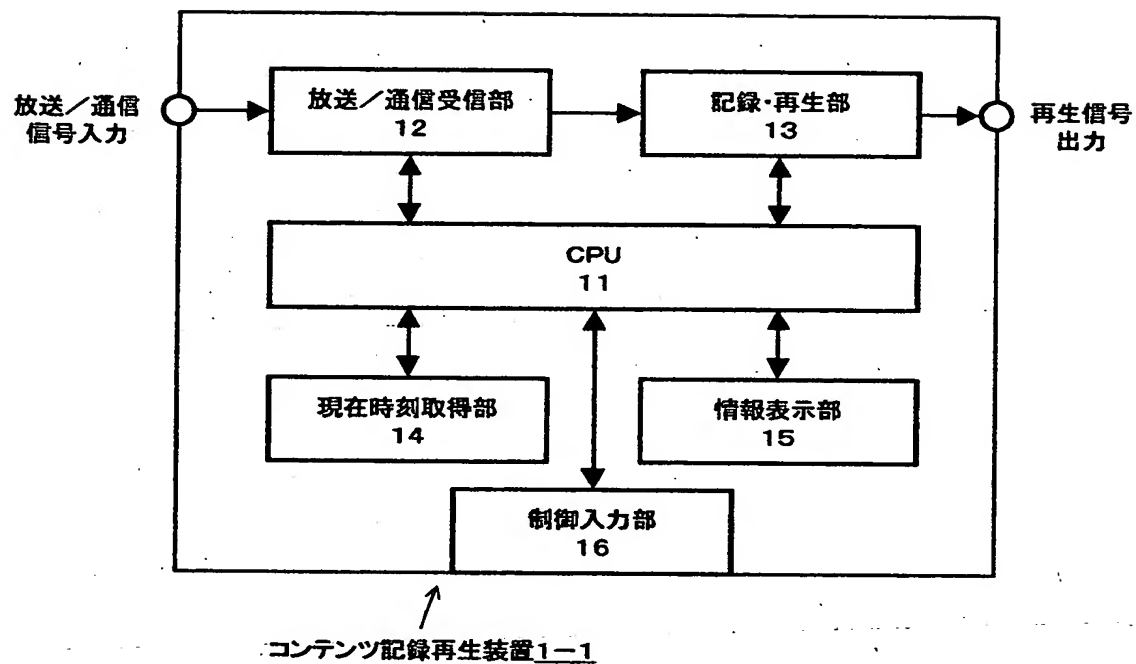 放送/通信
信号入力
放送/通信受信部
12
記録・再生部
13
再生信号
出力
CPU
11
現在時刻取得部
14
情報表示部
15
制御入力部
16
コンテンツ記録再生装置1-1